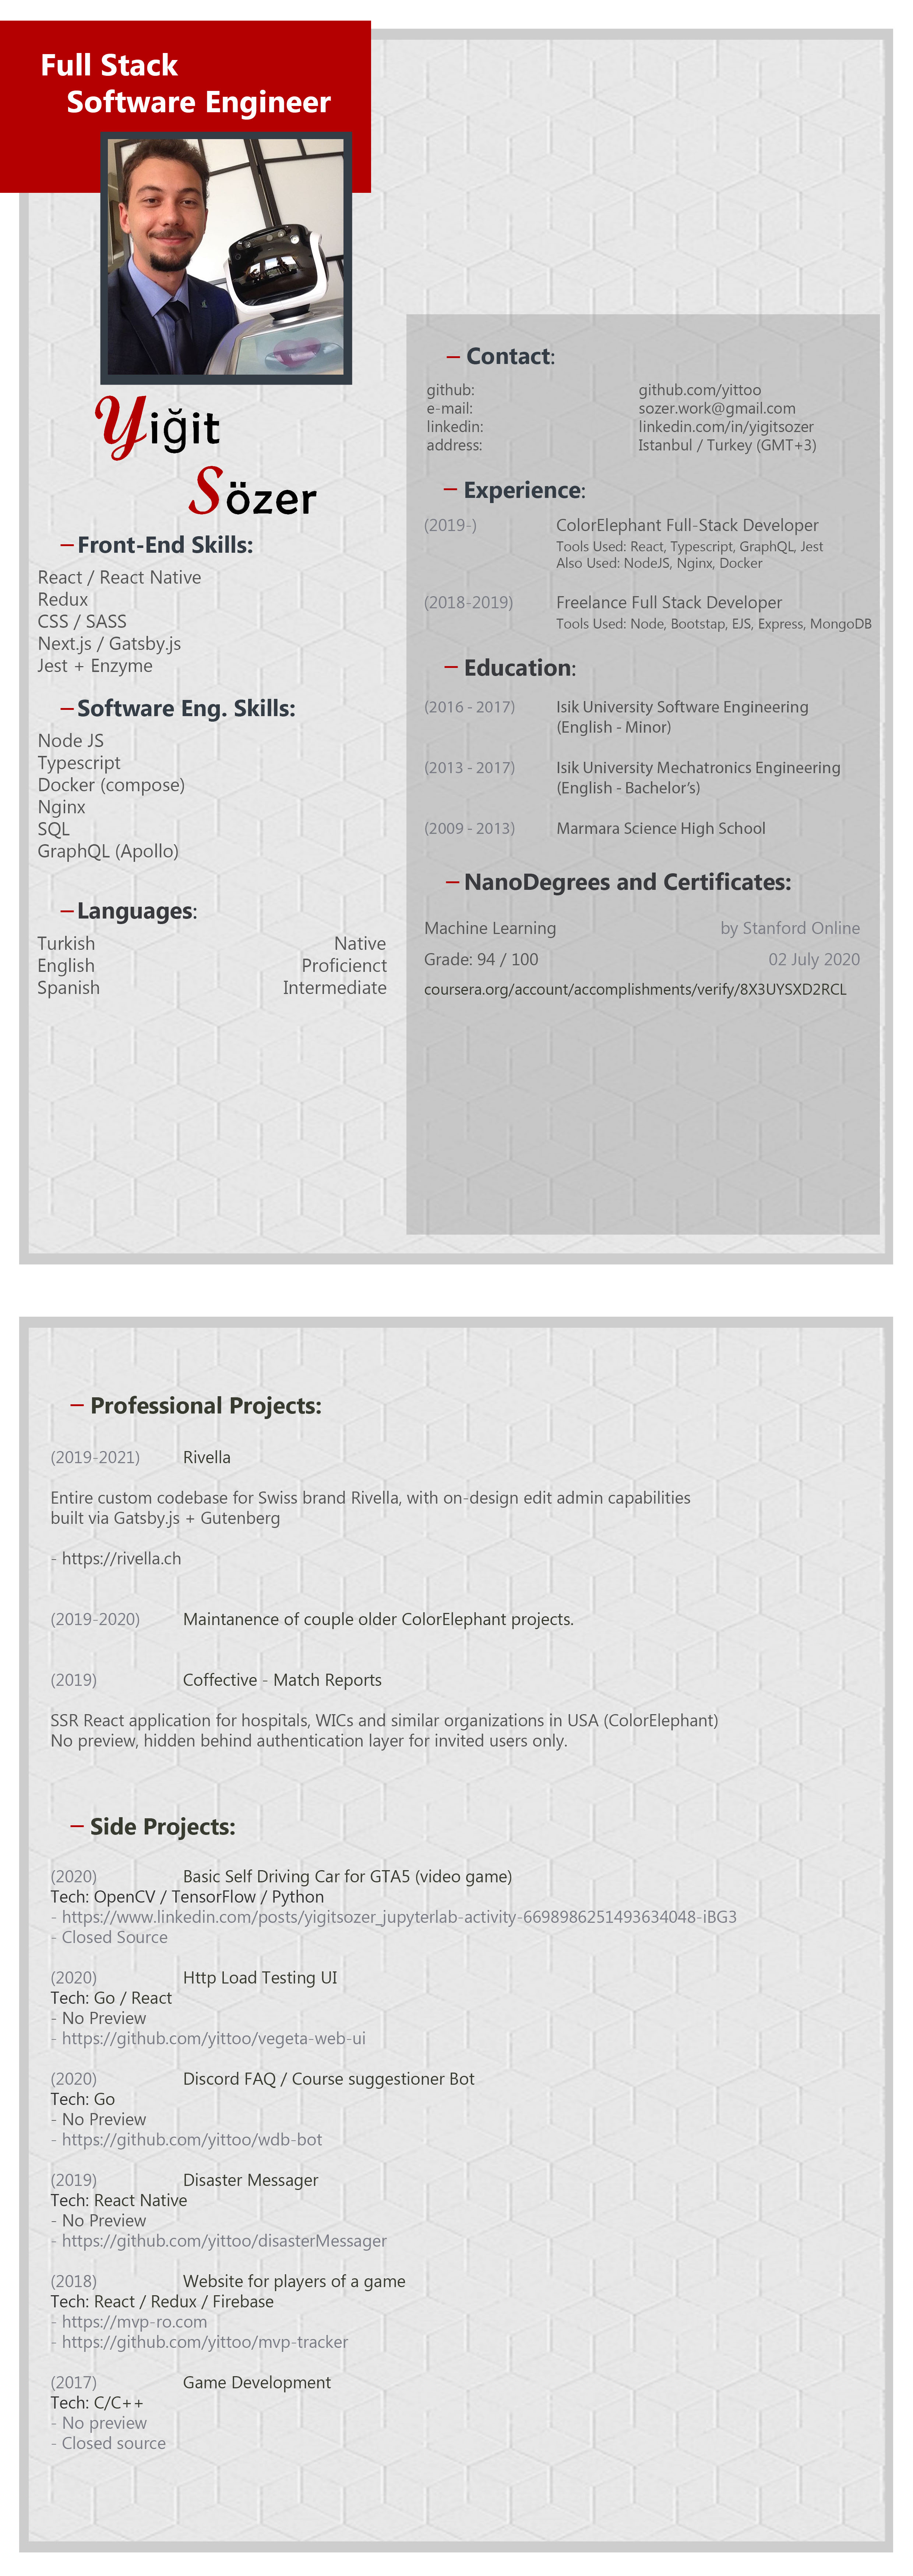 Full Stack
Software Engineer
Yiğit
Sözer
– Front-End Skills:
React / React Native
Redux
CSS / SASS
Next.js / Gatsby.js
Jest + Enzyme
– Software Eng. Skills:
Node JS
Typescript
Docker (compose)
Nginx
SQL
GraphQL (Apollo)
– Languages:
Turkish Native
English Proficienct
Spanish Intermediate
– Contact:
github: github.com/yittoo
e-mail: sozer.work@gmail.com
linkedin: linkedin.com/in/yigitsozer
address: Istanbul / Turkey (GMT+3)
– Experience:
(2019-) ColorElephant Full-Stack Developer
Tools Used: React, Typescript, GraphQL, Jest
Also Used: NodeJS, Nginx, Docker
(2018-2019) Freelance Full Stack Developer
Tools Used: Node, Bootstap, EJS, Express, MongoDB
– Education:
(2016 - 2017) Isik University Software Engineering
(English - Minor)
(2013 - 2017) Isik University Mechatronics Engineering
(English - Bachelor's)
(2009 - 2013) Marmara Science High School
– NanoDegrees and Certificates:
Machine Learning by Stanford Online
Grade: 94 / 100 02 July 2020
coursera.org/account/accomplishments/verify/8X3UYSXD2RCL
– Professional Projects:
(2019-2021) Rivella
Entire custom codebase for Swiss brand Rivella, with on-design edit admin capabilities
built via Gatsby.js + Gutenberg
- https://rivella.ch
(2019-2020) Maintanence of couple older ColorElephant projects.
(2019) Coffective - Match Reports
SSR React application for hospitals, WICs and similar organizations in USA (ColorElephant)
No preview, hidden behind authentication layer for invited users only.
– Side Projects:
(2020) Basic Self Driving Car for GTA5 (video game)
Tech: OpenCV / TensorFlow / Python
- https://www.linkedin.com/posts/yigitsozer_jupyterlab-activity-6698986251493634048-iBG3
- Closed Source
(2020) Http Load Testing UI
Tech: Go / React
- No Preview
- https://github.com/yittoo/vegeta-web-ui
(2020) Discord FAQ / Course suggestioner Bot
Tech: Go
- No Preview
- https://github.com/yittoo/wdb-bot
(2019) Disaster Messager
Tech: React Native
- No Preview
- https://github.com/yittoo/disasterMessager
(2018) Website for players of a game
Tech: React / Redux / Firebase
- https://mvp-ro.com
- https://github.com/yittoo/mvp-tracker
(2017) Game Development
Tech: C/C++
- No preview
- Closed source